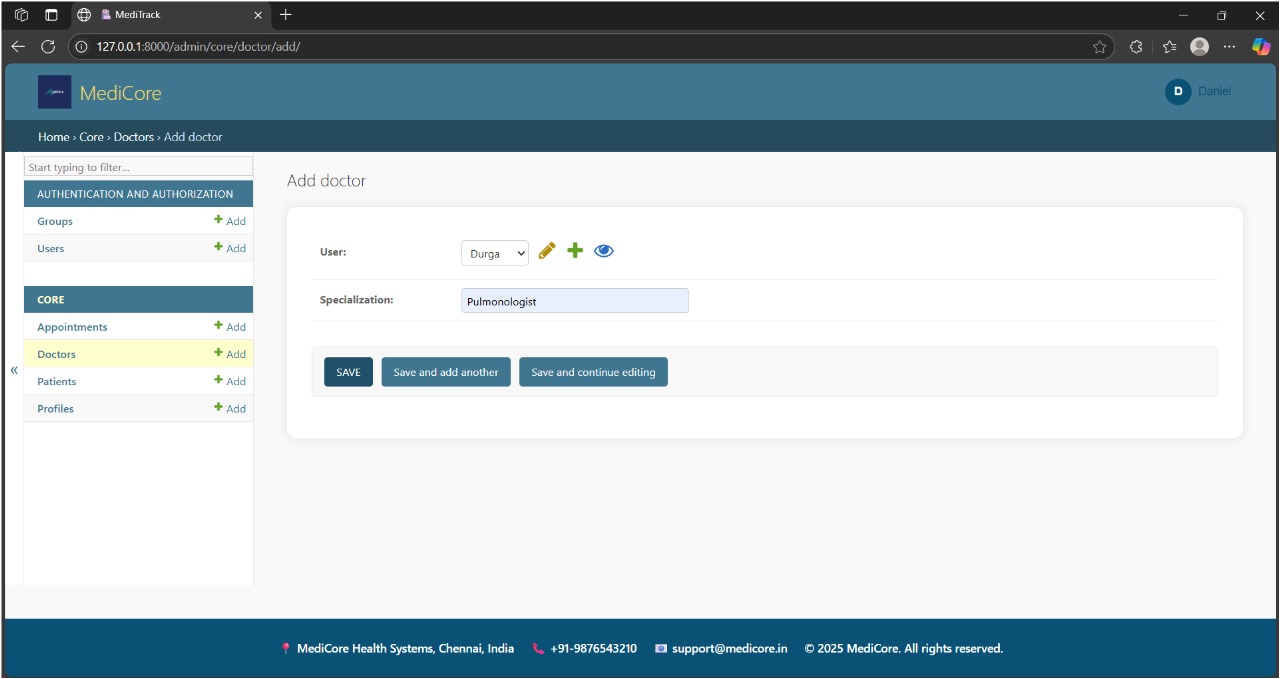 MediTrack
127.0.0.1:8000/admin/core/doctor/add/
MediCore
D Daniel
Home › Core › Doctors › Add doctor
Start typing to filter...
AUTHENTICATION AND AUTHORIZATION
Groups Add
Users Add
CORE
Appointments Add
Doctors Add
Patients Add
Profiles Add
«
Add doctor
User: Durga
Specialization: Pulmonologist
SAVE Save and add another Save and continue editing
MediCore Health Systems, Chennai, India +91-9876543210 support@medicore.in © 2025 MediCore. All rights reserved.